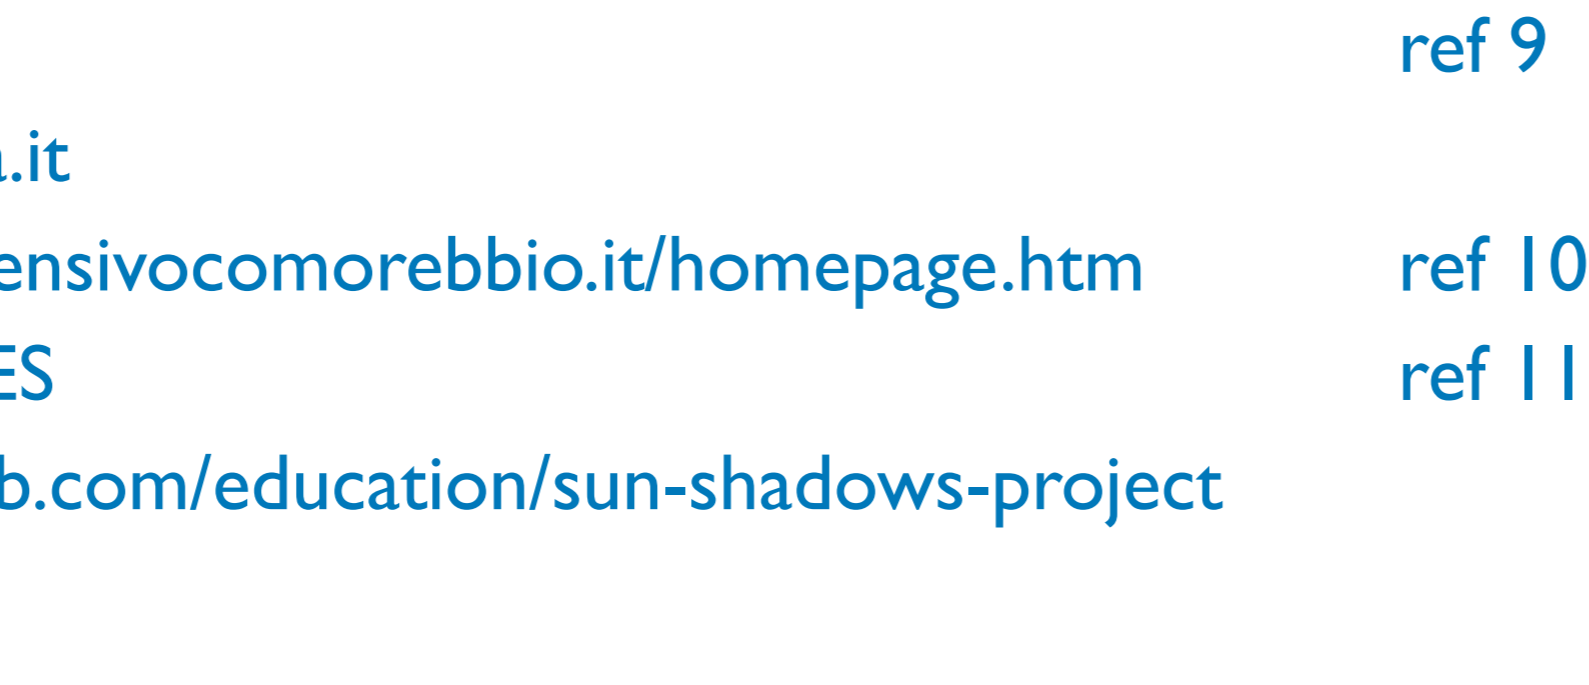 ref 9
a.it
ensivocomorebbio.it/homepage.htm ref 10
ES ref 11
b.com/education/sun-shadows-project